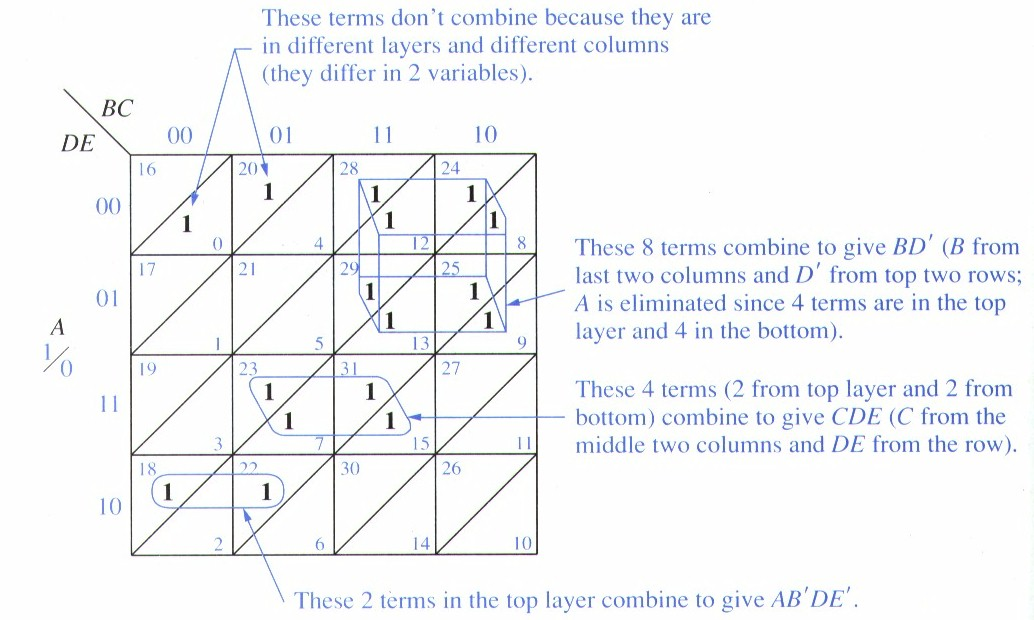 These terms don't combine because they are
in different layers and different columns
(they differ in 2 variables).
BC
DE
00 01 11 10
16 20 28 24
1 1 1 1
00
1 1 1
0 4 12 8
17 21 29 25
1 1
01
1 1
1 5 13 9
A
1/0
19 23 31 27
1 1
11
1 1
3 7 15 11
18 22 30 26
1 1
10
2 6 14 10
These 8 terms combine to give BD′ (B from
last two columns and D′ from top two rows;
A is eliminated since 4 terms are in the top
layer and 4 in the bottom).
These 4 terms (2 from top layer and 2 from
bottom) combine to give CDE (C from the
middle two columns and DE from the row).
These 2 terms in the top layer combine to give AB′DE′.